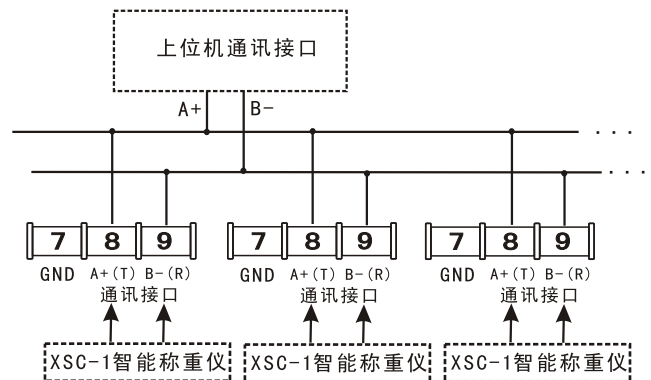 上位机通讯接口
A+ B-
7 8 9 7 8 9 7 8 9
GND A+(T) B-(R) GND A+(T) B-(R) GND A+(T) B-(R)
通讯接口 通讯接口 通讯接口
XSC-1智能称重仪 XSC-1智能称重仪 XSC-1智能称重仪